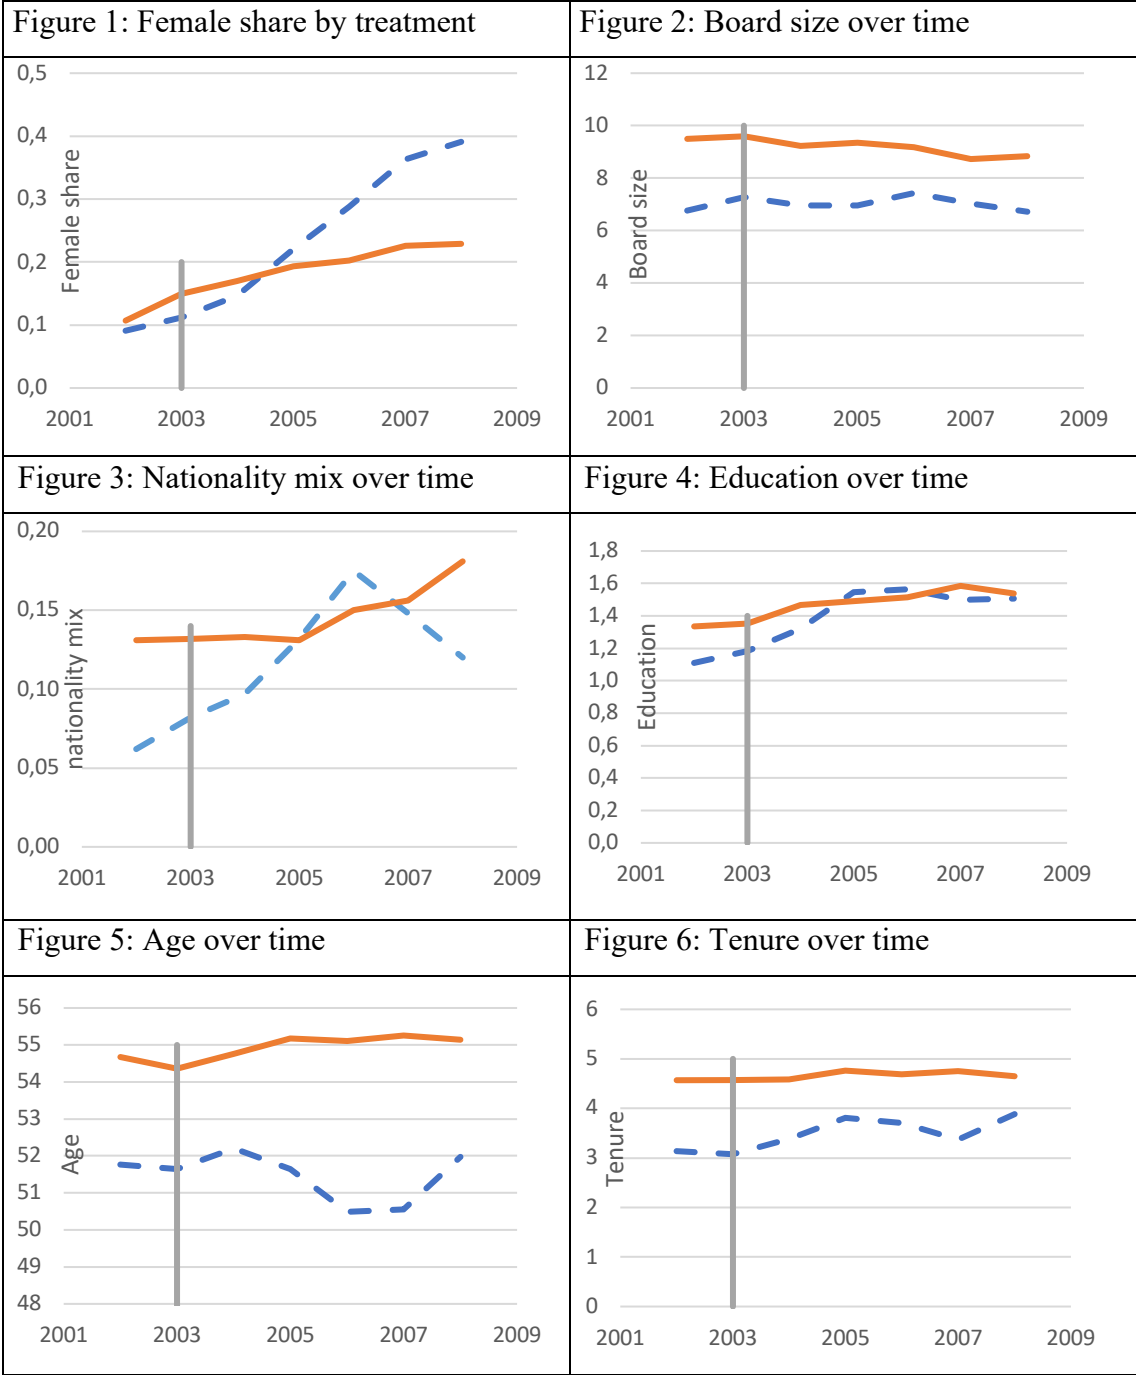 Figure 1: Female share by treatment
Figure 2: Board size over time
0,5
0,4
0,3
0,2
0,1
0,0
Female share
2001 2003 2005 2007 2009
12
10
8
6
4
2
0
Board size
2001 2003 2005 2007 2009
Figure 3: Nationality mix over time
Figure 4: Education over time
0,20
0,15
0,10
0,05
0,00
nationality mix
2001 2003 2005 2007 2009
1,8
1,6
1,4
1,2
1,0
0,8
0,6
0,4
0,2
0,0
Education
2001 2003 2005 2007 2009
Figure 5: Age over time
Figure 6: Tenure over time
56
55
54
53
52
51
50
49
48
Age
2001 2003 2005 2007 2009
6
5
4
3
2
1
0
Tenure
2001 2003 2005 2007 2009